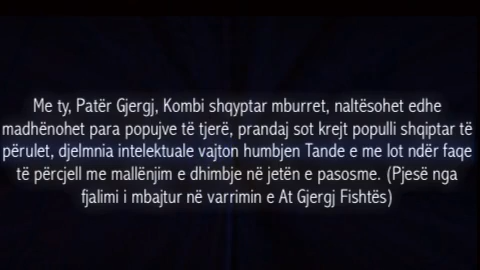 Me ty, Patër Gjergj, Kombi shqyptar mburret, naltësohet edhe
madhënohet para popujve të tjerë, prandaj sot krejt populli shqiptar të
përulet, djelmnia intelektuale vajton humbjen Tande e me lot ndër faqe
të përcjell me mallënjim e dhimbje në jetën e pasosme. (Pjesë nga
fjalimi i mbajtur në varrimin e At Gjergj Fishtës)